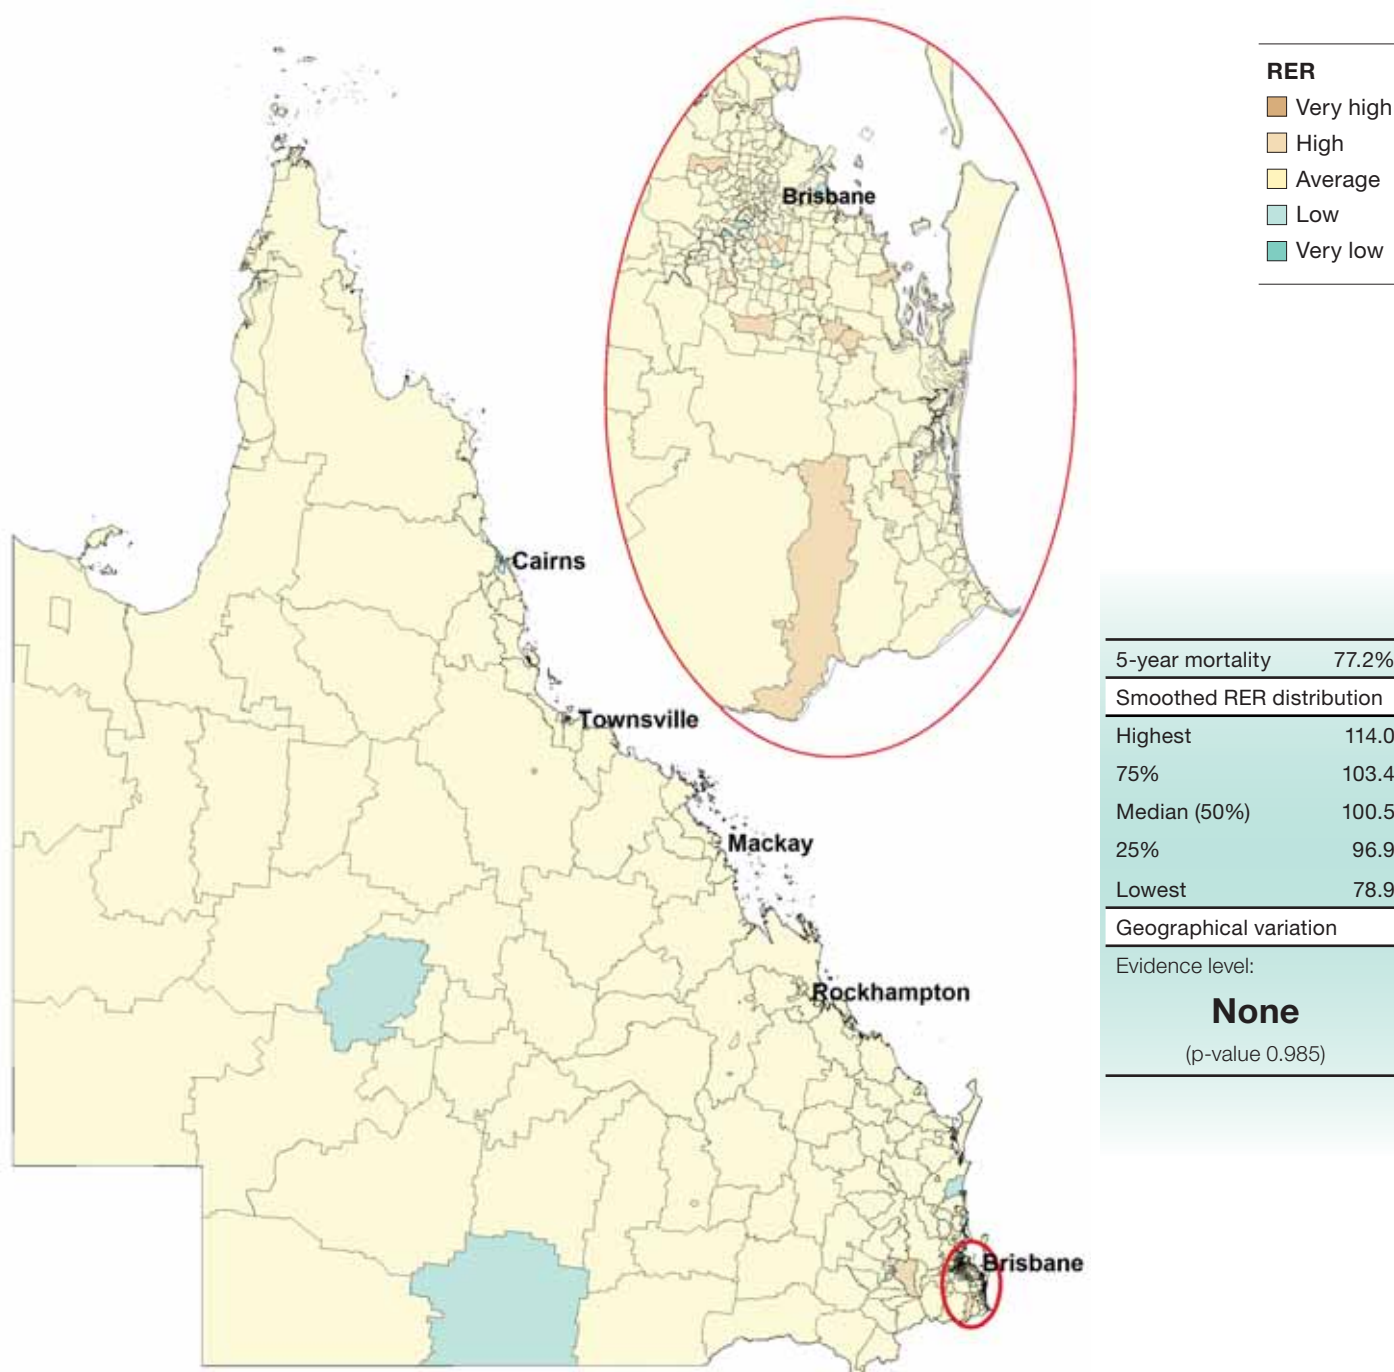 RER
Very high
High
Average
Low
Very low
Brisbane
Cairns
Townsville
Mackay
Rockhampton
Brisbane
5-year mortality 77.2%
Smoothed RER distribution
Highest 114.0
75% 103.4
Median (50%) 100.5
25% 96.9
Lowest 78.9
Geographical variation
Evidence level:
None
(p-value 0.985)